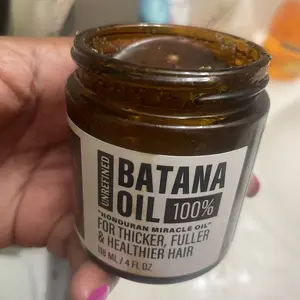 UNREFINED
BATANA
OIL 100%
"HONDURAN MIRACLE OIL"
FOR THICKER, FULLER
& HEALTHIER HAIR
118 ML / 4 FL OZ